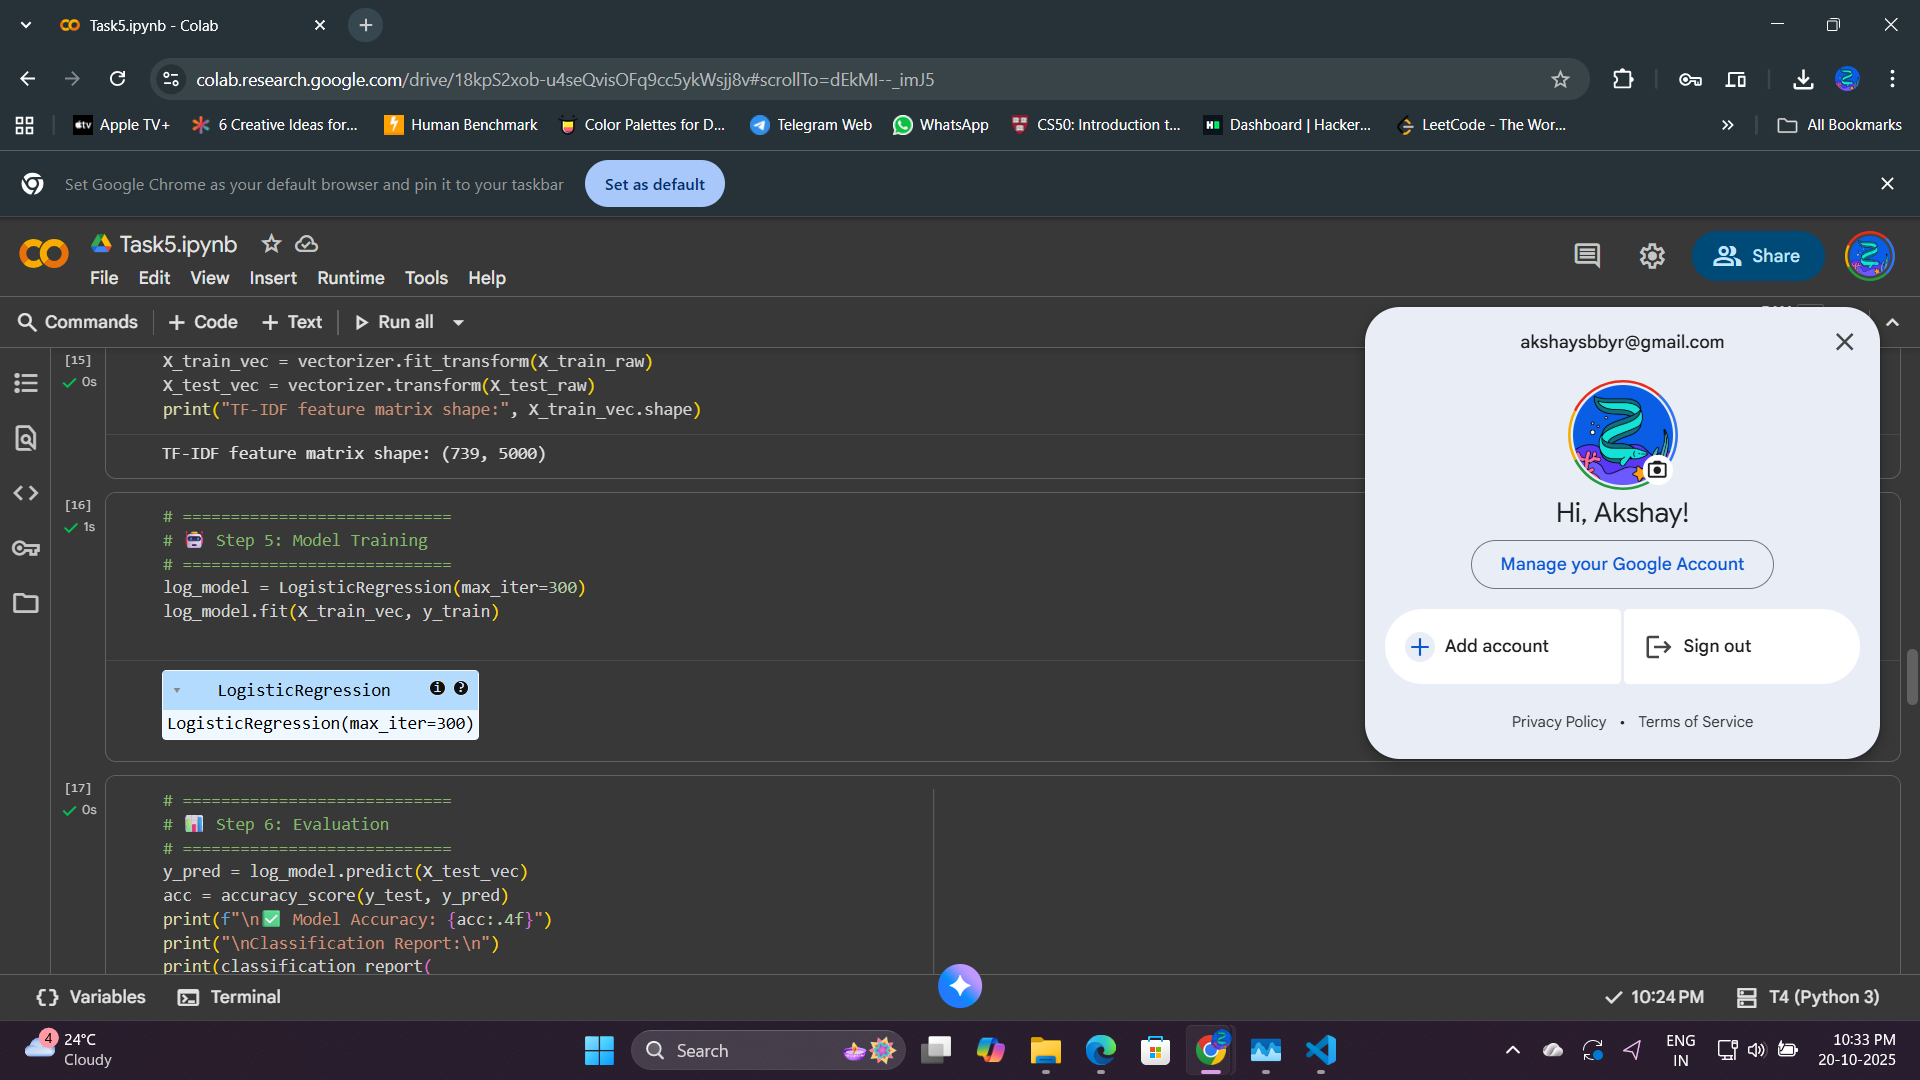 Task5.ipynb - Colab
colab.research.google.com/drive/18kpS2xob-u4seQvisOFq9cc5ykWsjj8v#scrollTo=dEkMI--_imJ5
Apple TV+
6 Creative Ideas for...
Human Benchmark
Color Palettes for D...
Telegram Web
WhatsApp
CS50: Introduction t...
Dashboard | Hacker...
LeetCode - The Wor...
All Bookmarks
Set Google Chrome as your default browser and pin it to your taskbar
Set as default
Task5.ipynb
File Edit View Insert Runtime Tools Help
Share
Commands + Code + Text Run all
[15]
0s
X_train_vec = vectorizer.fit_transform(X_train_raw)
X_test_vec = vectorizer.transform(X_test_raw)
print("TF-IDF feature matrix shape:", X_train_vec.shape)
TF-IDF feature matrix shape: (739, 5000)
[16]
1s
# ============================
# 🤖 Step 5: Model Training
# ============================
log_model = LogisticRegression(max_iter=300)
log_model.fit(X_train_vec, y_train)
LogisticRegression
LogisticRegression(max_iter=300)
[17]
0s
# ============================
# 📊 Step 6: Evaluation
# ============================
y_pred = log_model.predict(X_test_vec)
acc = accuracy_score(y_test, y_pred)
print(f"\n✅ Model Accuracy: {acc:.4f}")
print("\nClassification Report:\n")
print(classification_report(
akshaysbbyr@gmail.com
Hi, Akshay!
Manage your Google Account
Add account
Sign out
Privacy Policy • Terms of Service
{} Variables
Terminal
10:24 PM
T4 (Python 3)
4
24°C
Cloudy
Search
ENG
IN
10:33 PM
20-10-2025